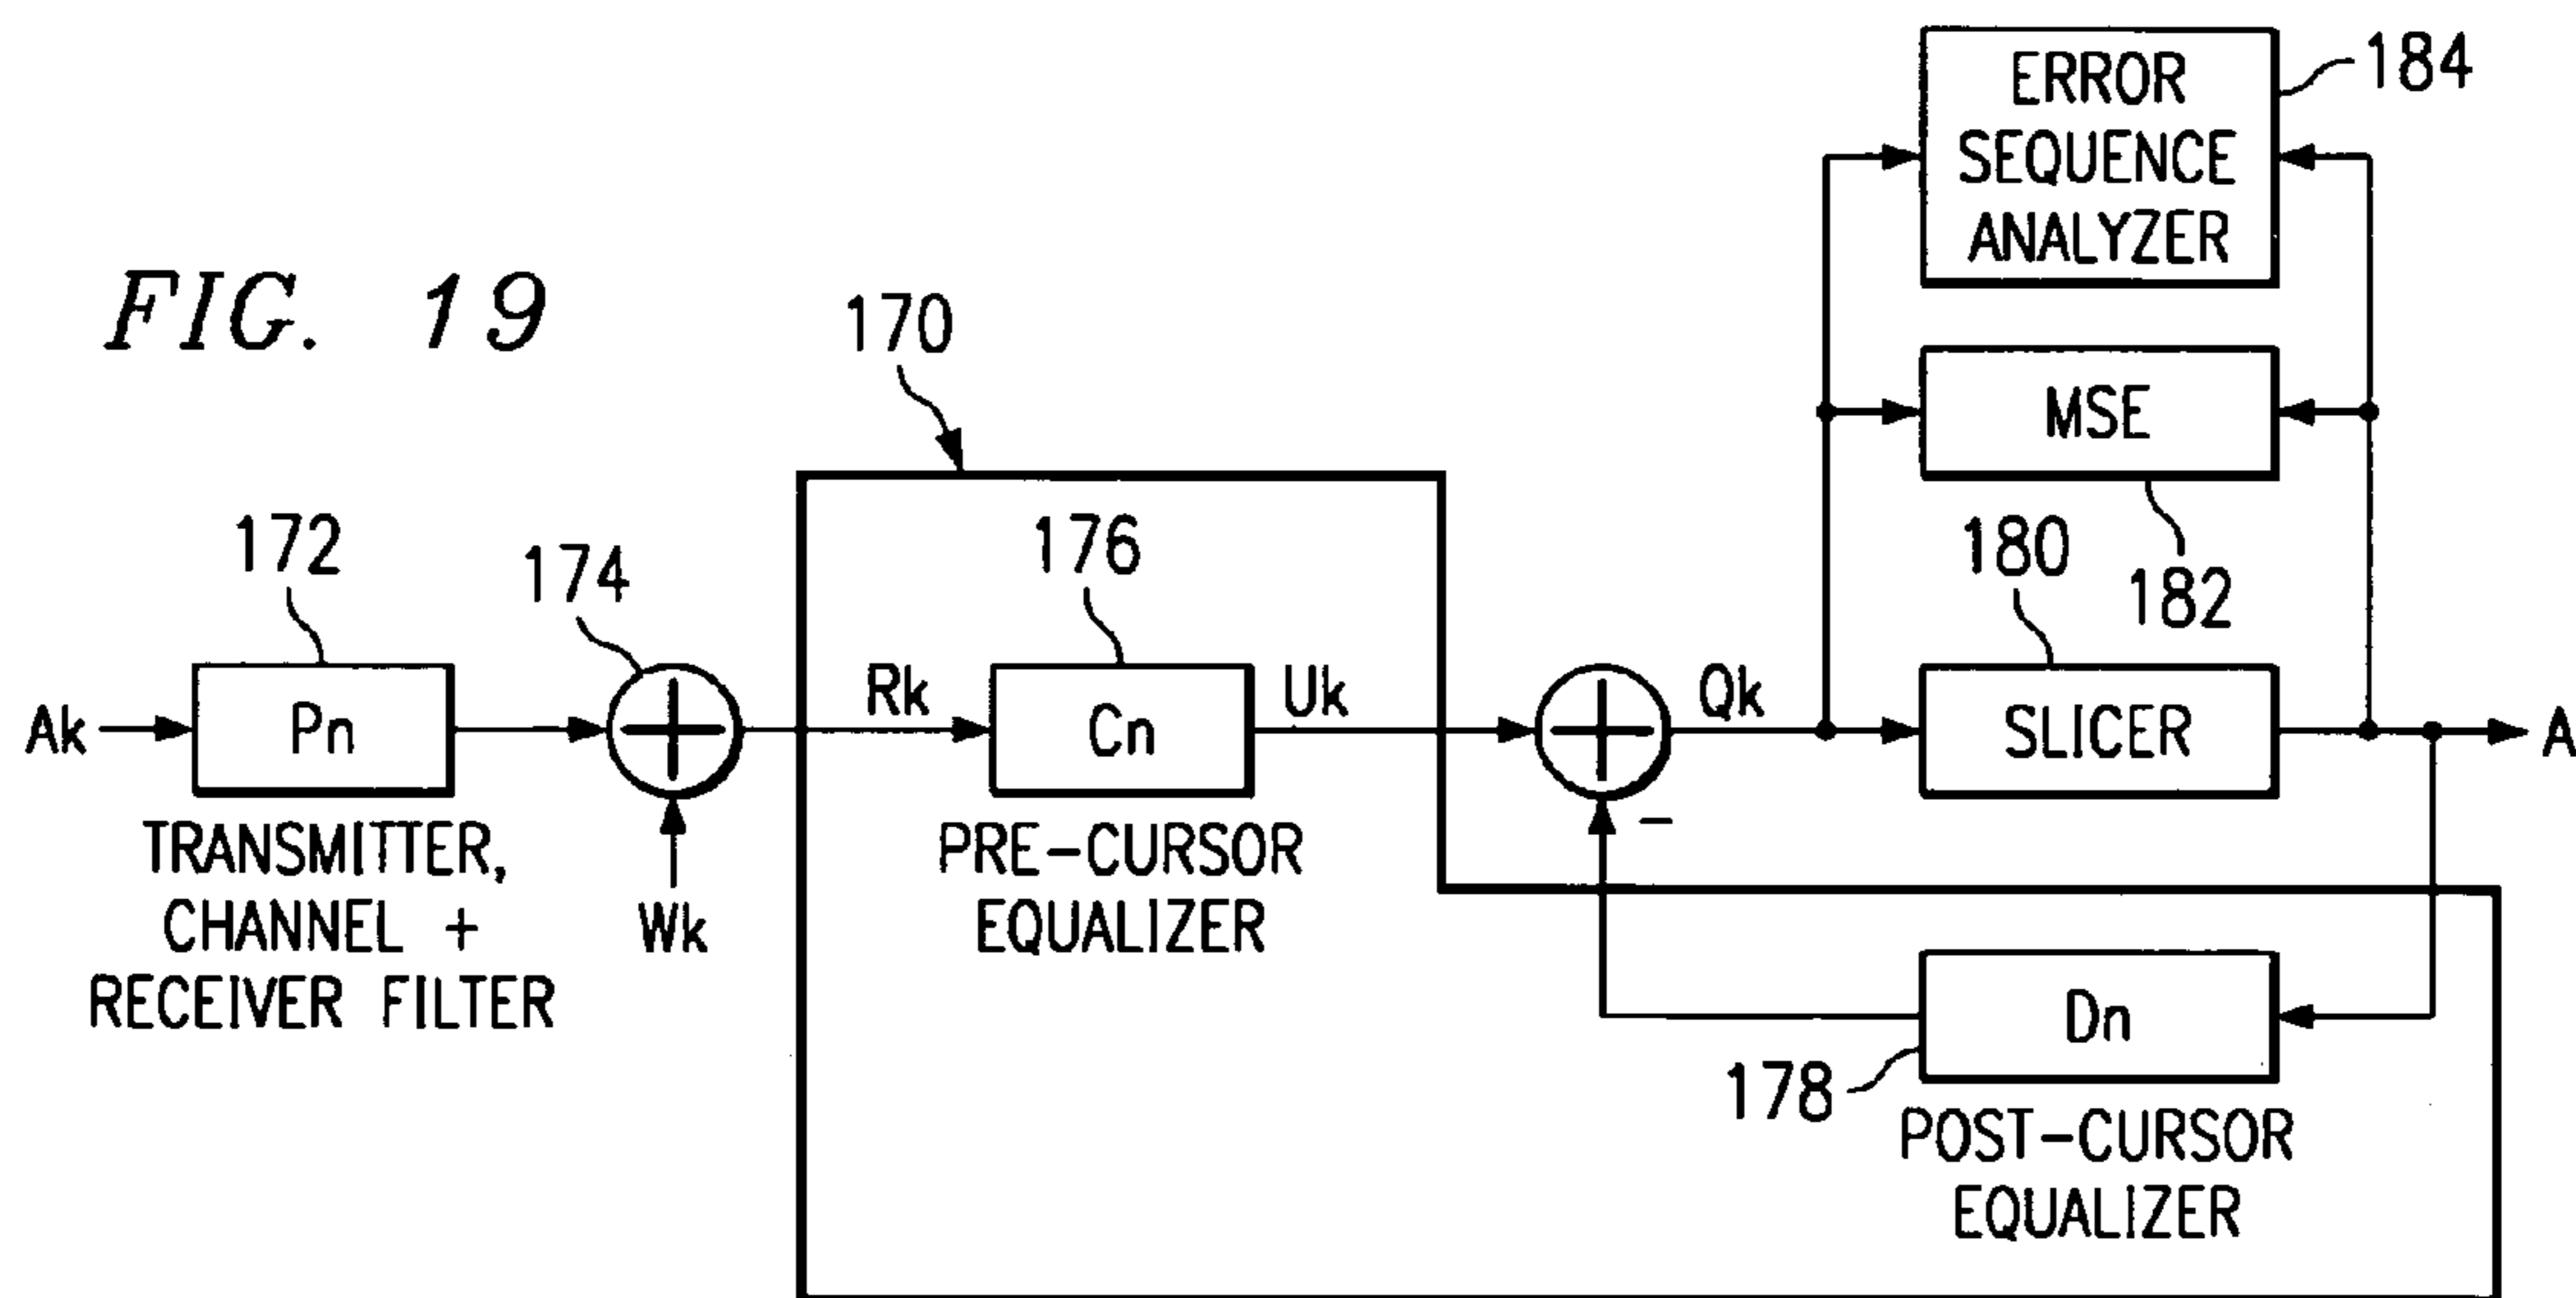 FIG. 19
ERROR
SEQUENCE
ANALYZER
184
170
MSE
182
172
174
176
180
Ak
Pn
Rk
Cn
Uk
Qk
SLICER
A
TRANSMITTER,
CHANNEL +
RECEIVER FILTER
Wk
PRE-CURSOR
EQUALIZER
-
Dn
178
POST-CURSOR
EQUALIZER